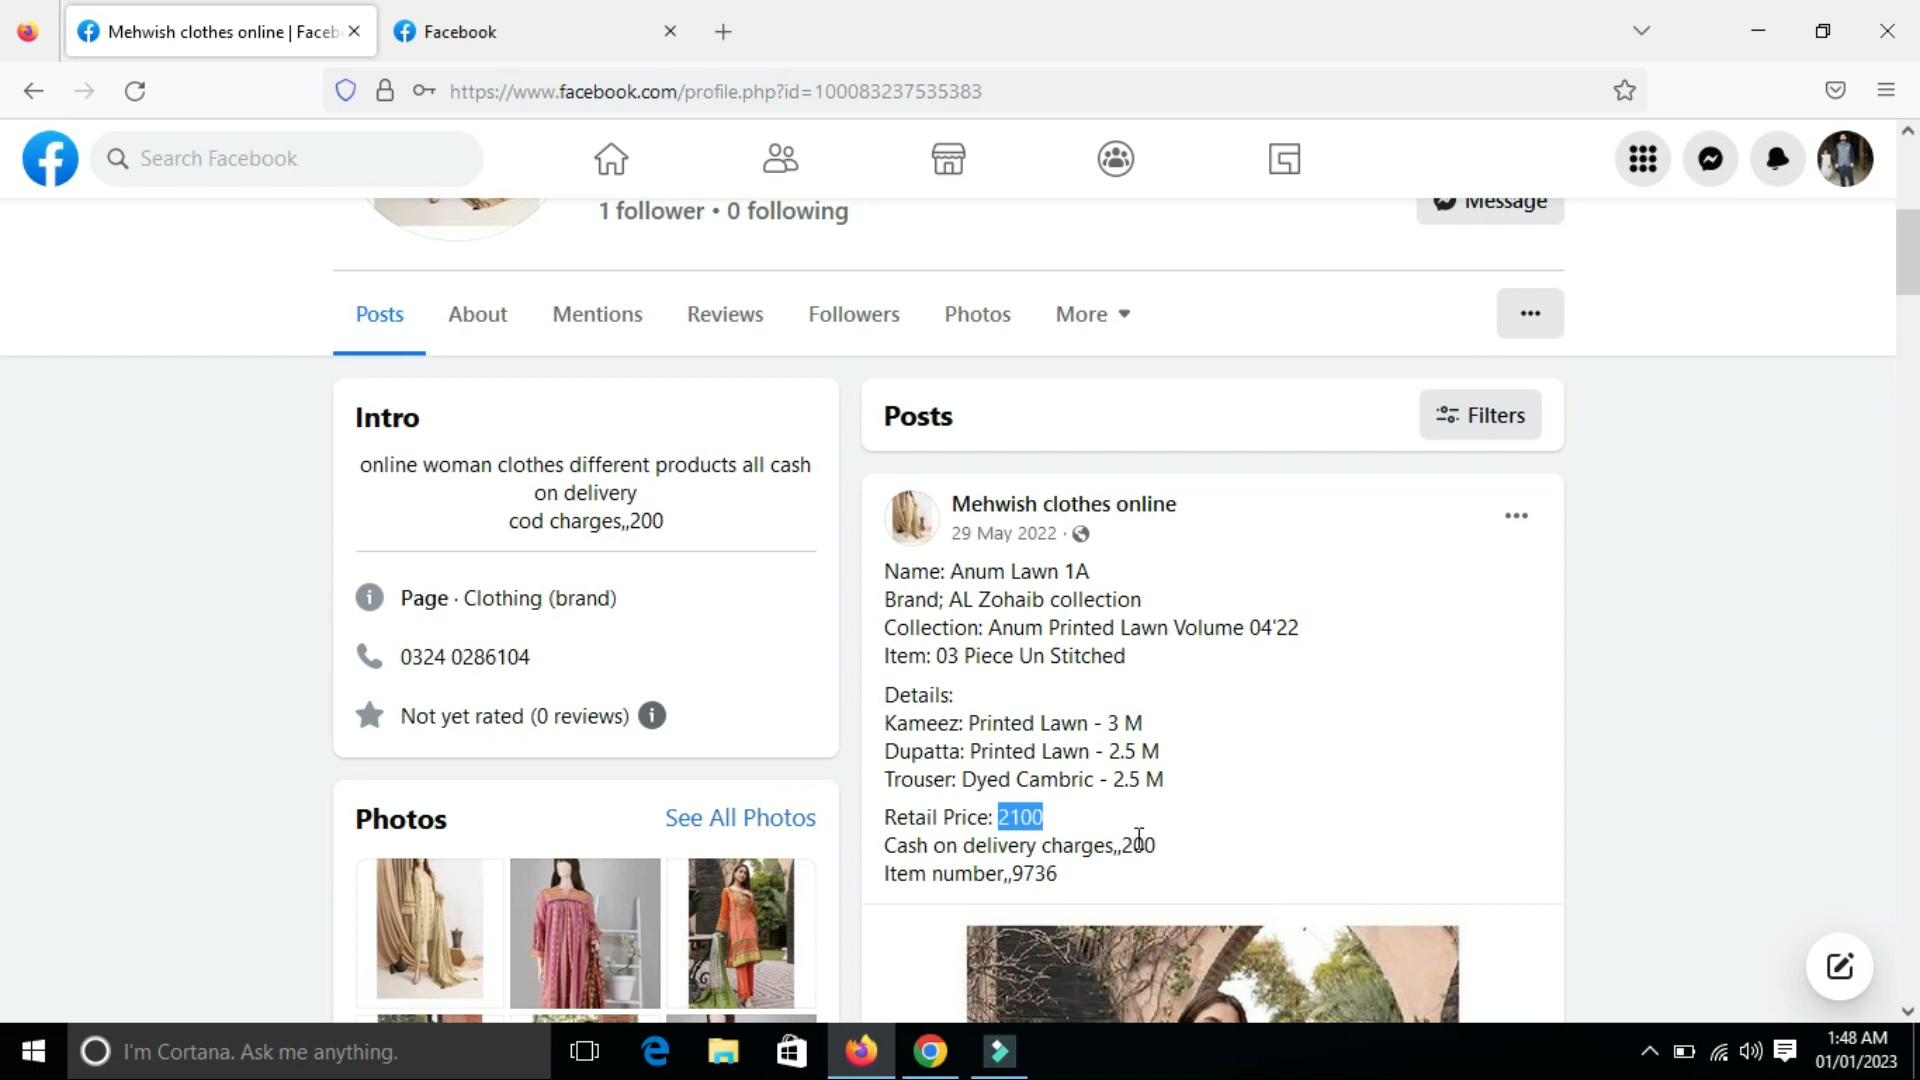 Mehwish clothes online | Faceb
Facebook
https://www.facebook.com/profile.php?id=100083237535383
Search Facebook
1 follower • 0 following
Message
Posts
About
Mentions
Reviews
Followers
Photos
More
Intro
online woman clothes different products all cash
on delivery
cod charges,,200
Page · Clothing (brand)
0324 0286104
Not yet rated (0 reviews)
Photos
See All Photos
Posts
Filters
Mehwish clothes online
29 May 2022 ·
Name: Anum Lawn 1A
Brand; AL Zohaib collection
Collection: Anum Printed Lawn Volume 04'22
Item: 03 Piece Un Stitched
Details:
Kameez: Printed Lawn - 3 M
Dupatta: Printed Lawn - 2.5 M
Trouser: Dyed Cambric - 2.5 M
Retail Price: 2100
Cash on delivery charges,,200
Item number,,9736
I'm Cortana. Ask me anything.
1:48 AM
01/01/2023